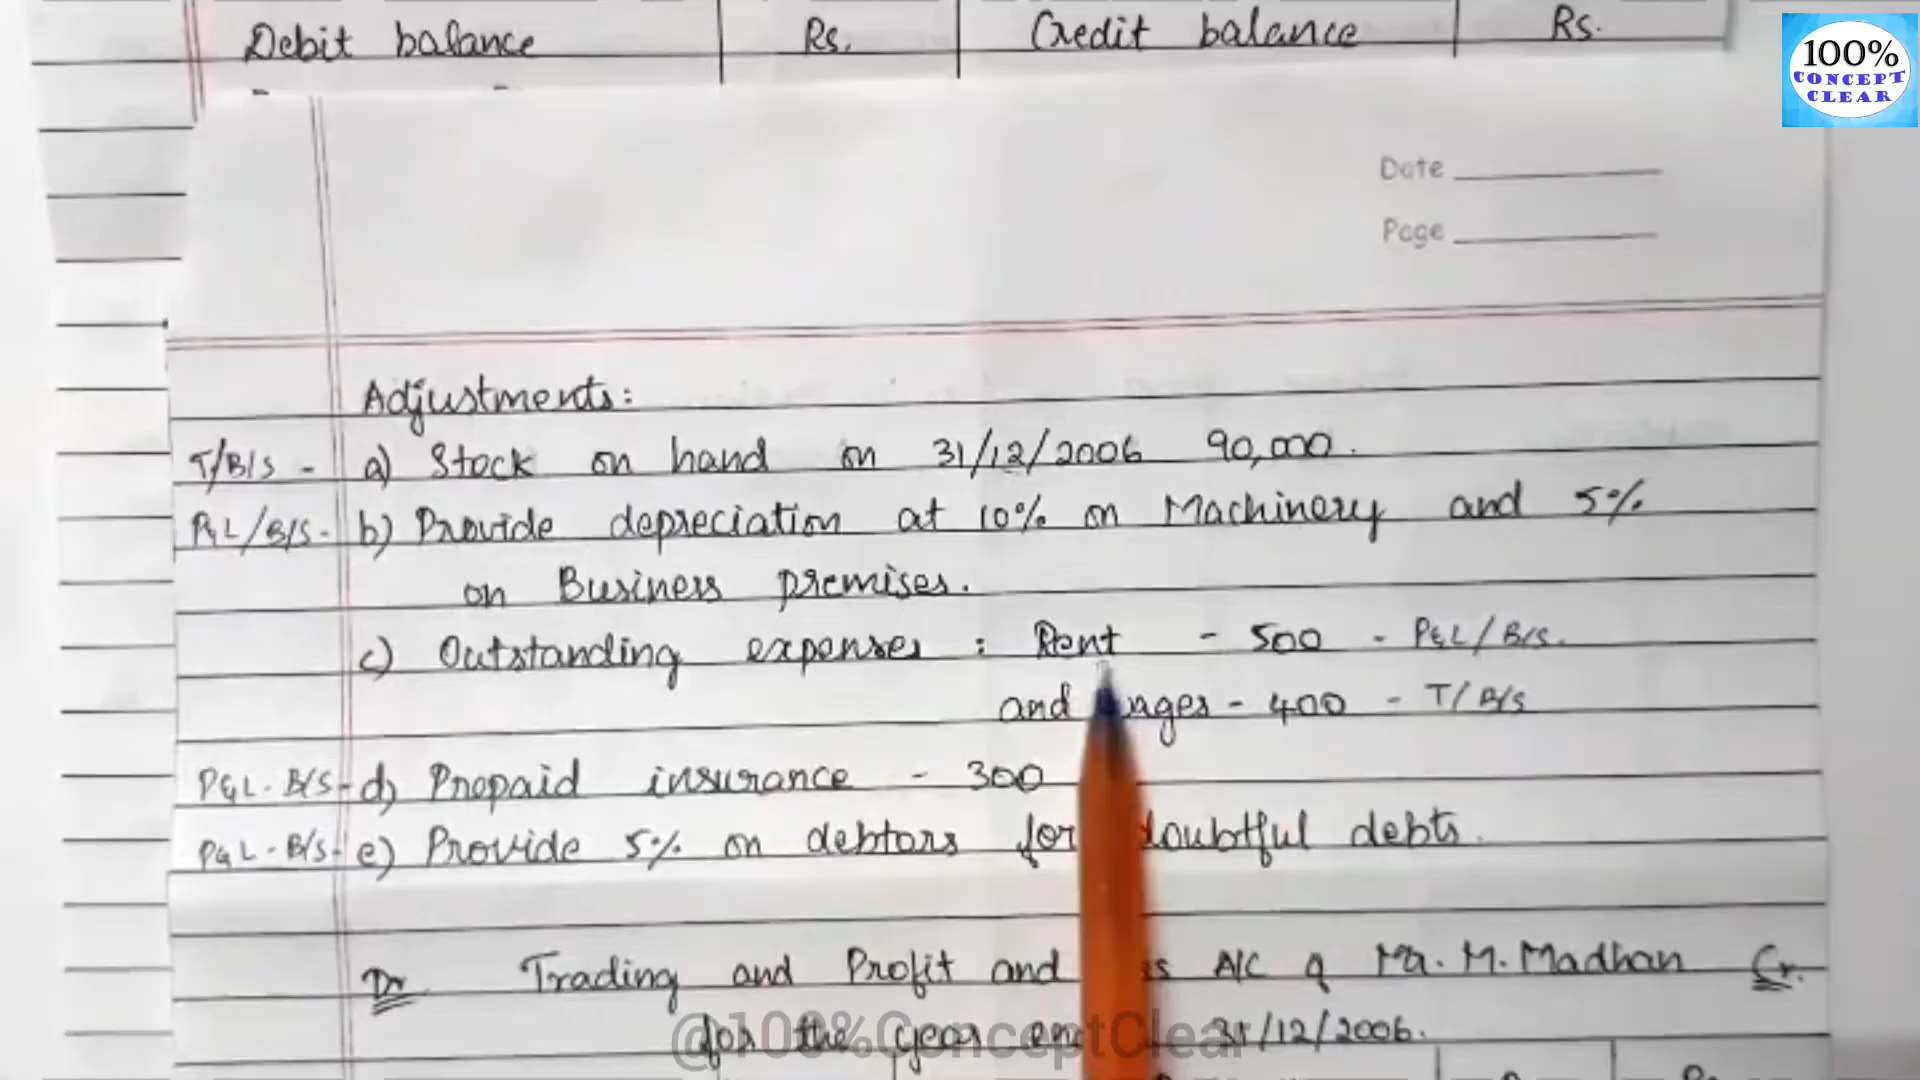 Debit balance Rs. Credit balance Rs.
100%
CONCEPT
CLEAR
Date
Page
Adjustments:
T/B/S - a) Stock on hand on 31/12/2006 90,000.
P&L/B/S - b) Provide depreciation at 10% on Machinery and 5%
on Business premises.
c) Outstanding expenses : Rent - 500 - P&L/B/S.
and wages - 400 - T/B/S
P&L - B/S - d) Prepaid insurance - 300
P&L - B/S - e) Provide 5% on debtors for doubtful debts.
Dr Trading and Profit and A/C of Mr. M. Madhan Cr.
for the year 31/12/2006.
@100%ConceptClear